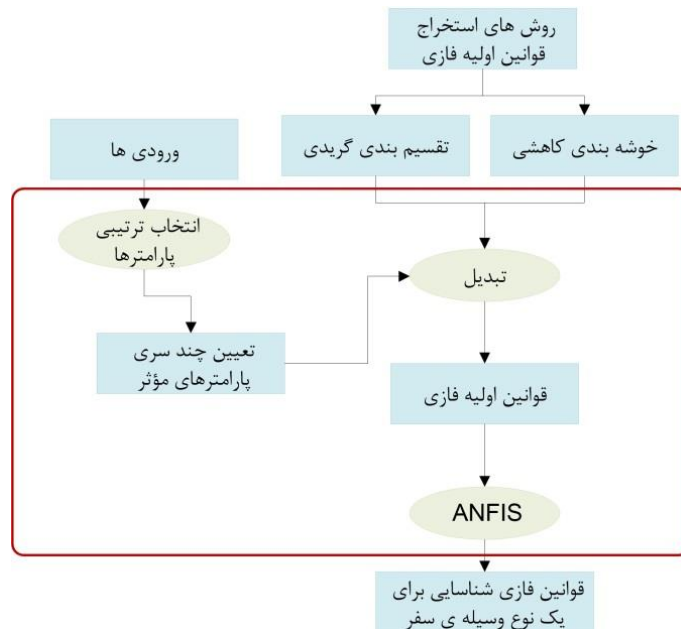 روش های استخراج
قوانین اولیه فازی
خوشه بندی کاهشی
تقسیم بندی گریدی
ورودی ها
انتخاب ترتیبی
پارامترها
تبدیل
تعیین چند سری
پارامترهای مؤثر
قوانین اولیه فازی
ANFIS
قوانین فازی شناسایی برای
یک نوع وسیله ی سفر